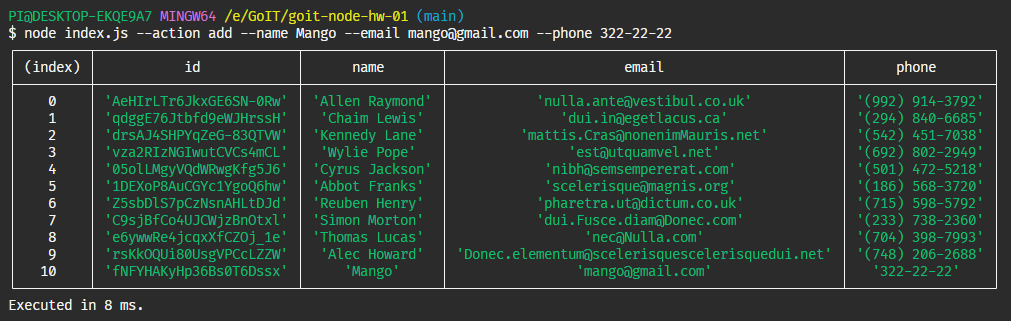 PI@DESKTOP-EKQE9A7 MINGW64 /e/GoIT/goit-node-hw-01 (main)
$ node index.js --action add --name Mango --email mango@gmail.com --phone 322-22-22
(index) id name email phone
0 'AeHIrLTr6JkxGE6SN-0Rw' 'Allen Raymond' 'nulla.ante@vestibul.co.uk' '(992) 914-3792'
1 'qdggE76Jtbfd9eWJHrssH' 'Chaim Lewis' 'dui.in@egetlacus.ca' '(294) 840-6685'
2 'drsAJ4SHPYqZeG-83QTVW' 'Kennedy Lane' 'mattis.Cras@nonenimMauris.net' '(542) 451-7038'
3 'vza2RIzNGIwutCVCs4mCL' 'Wylie Pope' 'est@utquamvel.net' '(692) 802-2949'
4 '05olLMgyVQdWRwgKfg5J6' 'Cyrus Jackson' 'nibh@semsempererat.com' '(501) 472-5218'
5 '1DEXoP8AuCGYc1YgoQ6hw' 'Abbot Franks' 'scelerisque@magnis.org' '(186) 568-3720'
6 'Z5sbDlS7pCzNsnAHLtDJd' 'Reuben Henry' 'pharetra.ut@dictum.co.uk' '(715) 598-5792'
7 'C9sjBfCo4UJCWjzBnOtxl' 'Simon Morton' 'dui.Fusce.diam@Donec.com' '(233) 738-2360'
8 'e6ywwRe4jcqxXfCZOj_1e' 'Thomas Lucas' 'nec@Nulla.com' '(704) 398-7993'
9 'rsKkOQUi80UsgVPCcLZZW' 'Alec Howard' 'Donec.elementum@scelerisquescelerisquedui.net' '(748) 206-2688'
10 'fNFYHAKyHp36Bs0T6Dssx' 'Mango' 'mango@gmail.com' '322-22-22'
Executed in 8 ms.